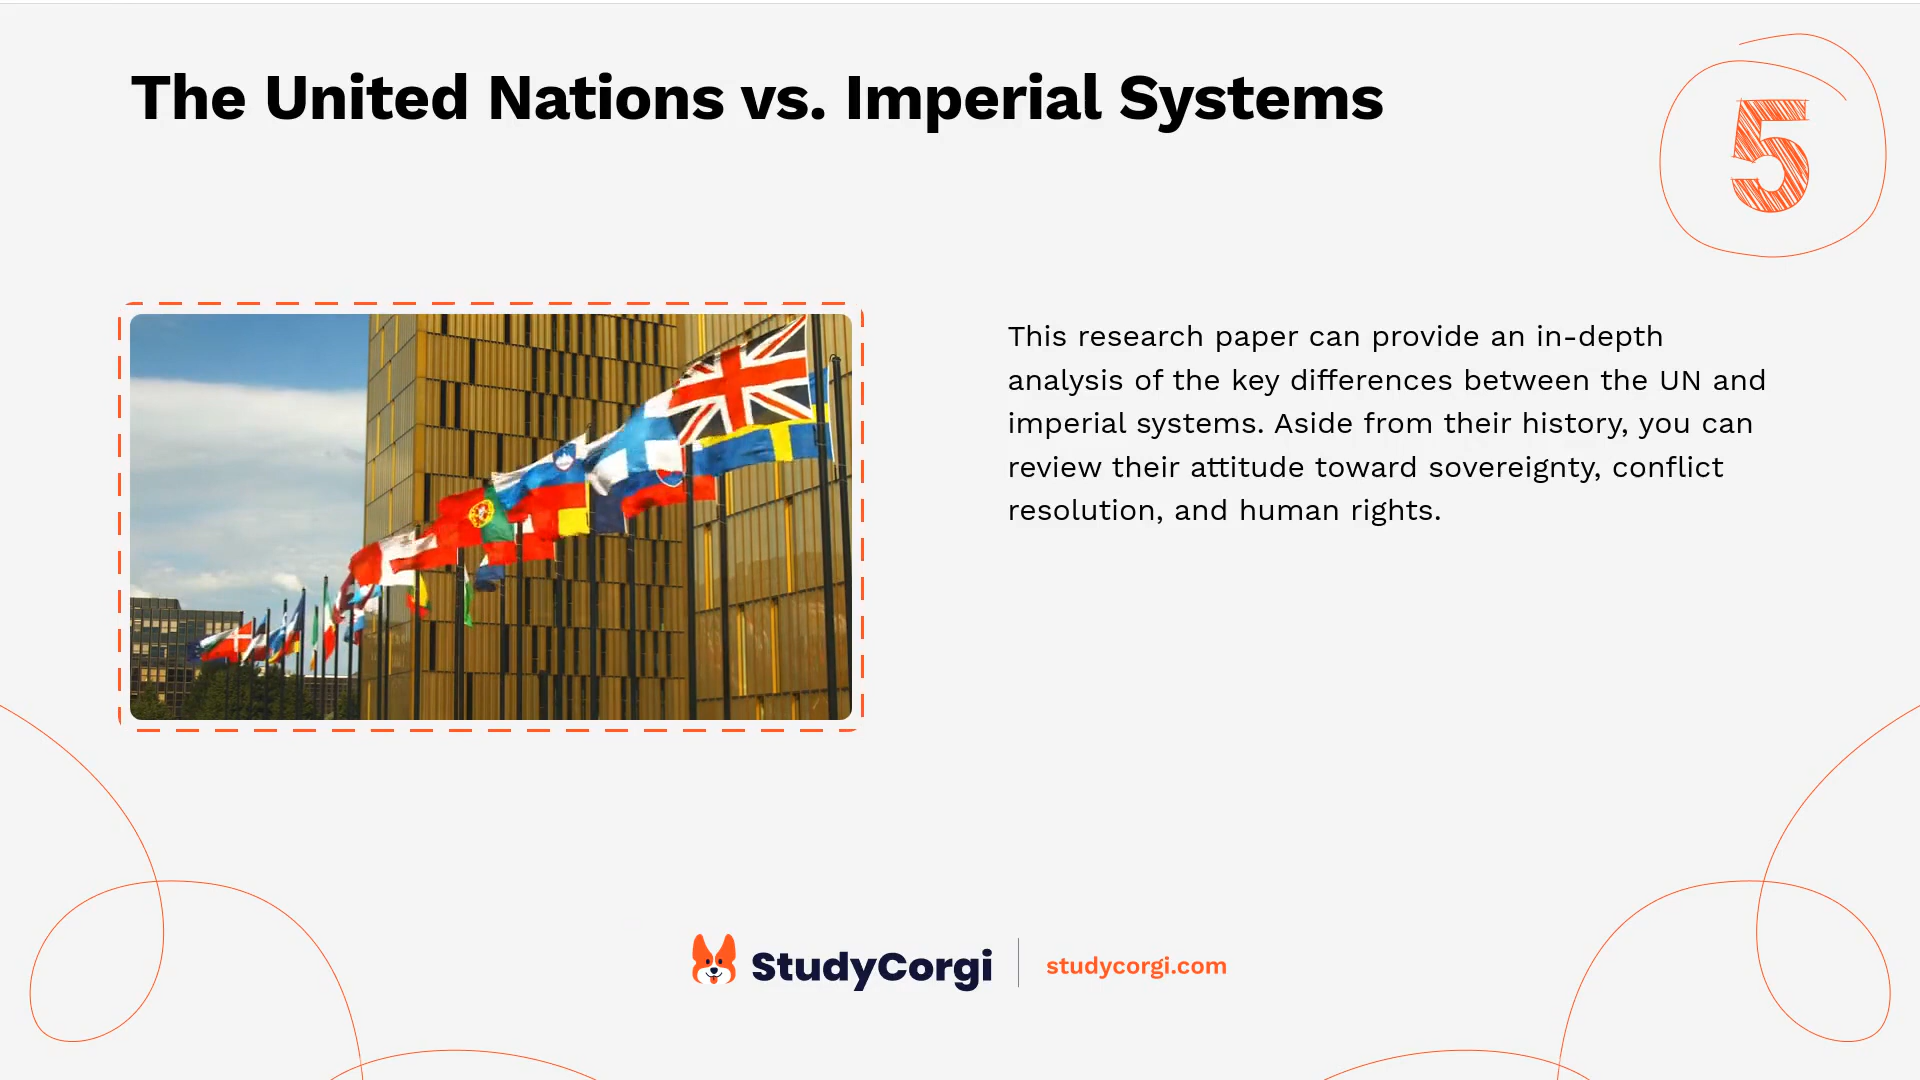 The United Nations vs. Imperial Systems
5
This research paper can provide an in-depth
analysis of the key differences between the UN and
imperial systems. Aside from their history, you can
review their attitude toward sovereignty, conflict
resolution, and human rights.
StudyCorgi
studycorgi.com